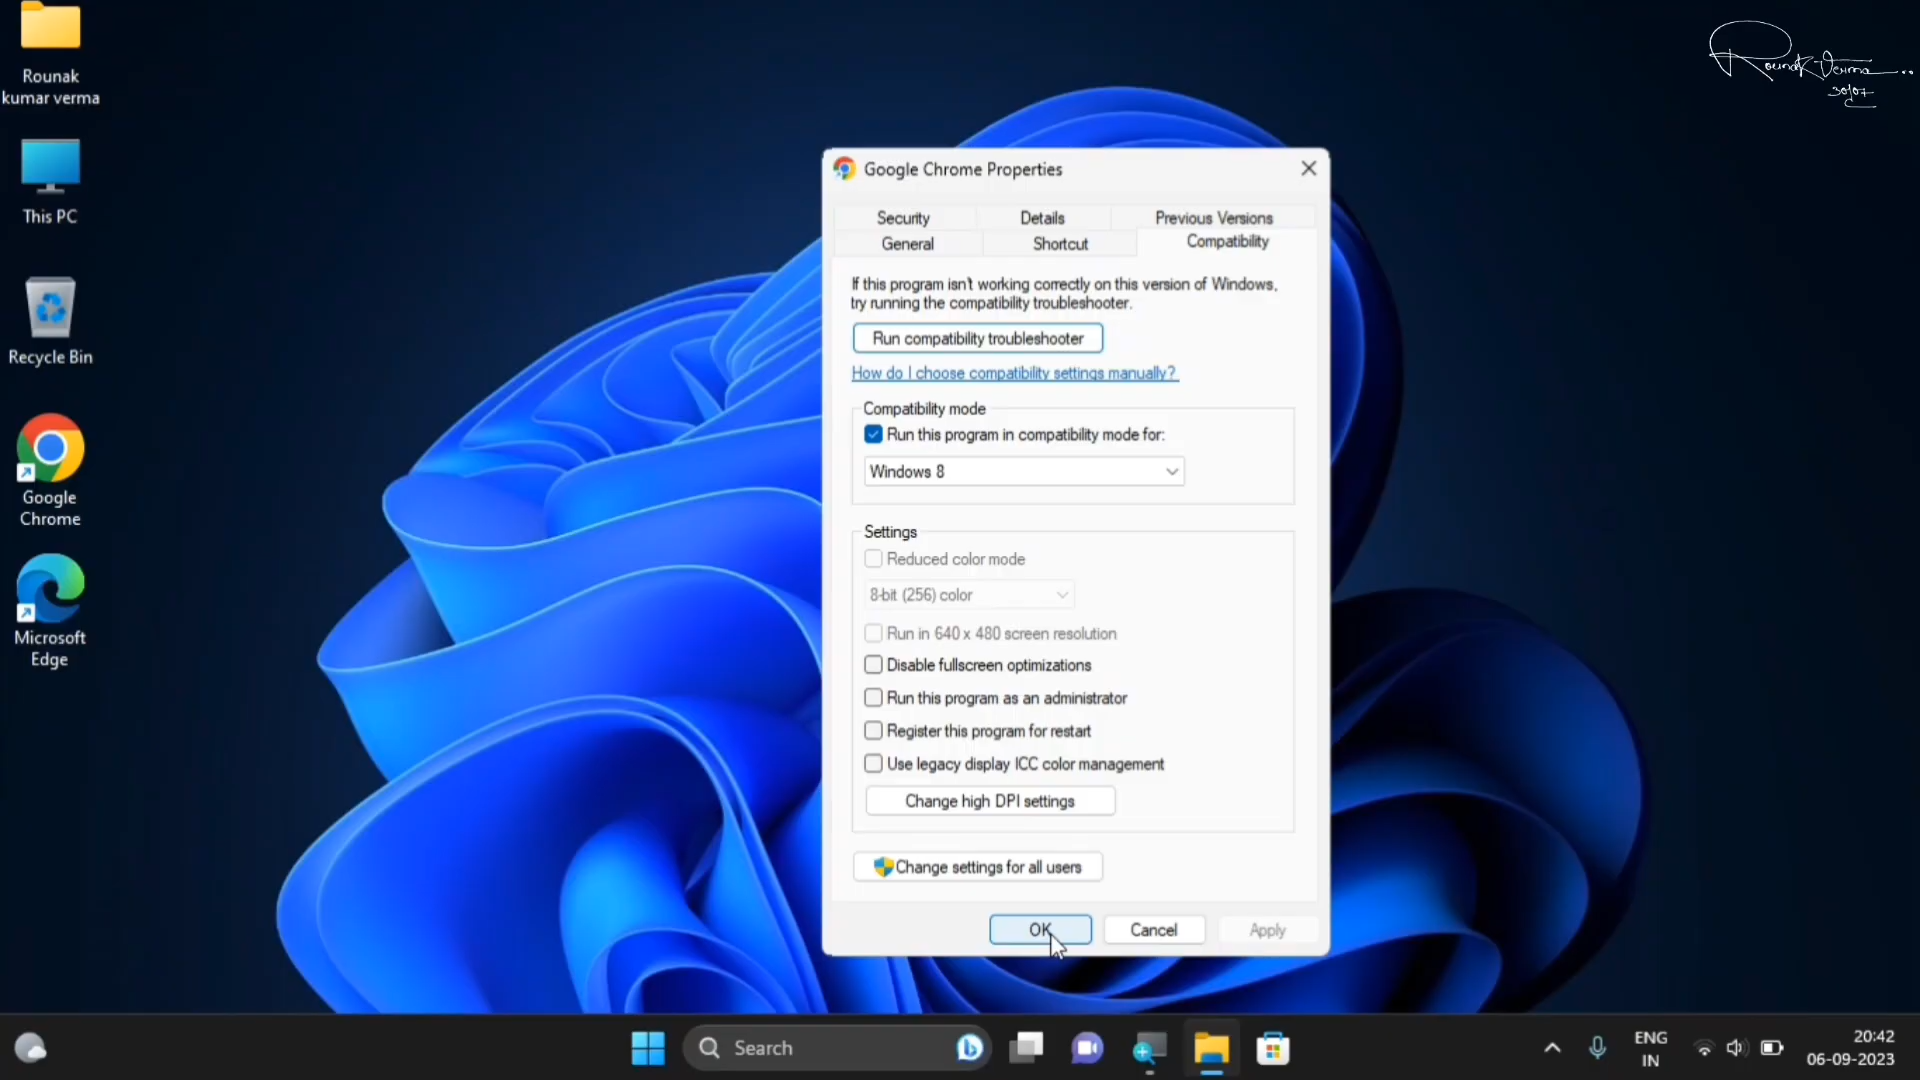 Rounak
kumar verma
This PC
Recycle Bin
Google
Chrome
Microsoft
Edge
Rounak Verma...
30/07
Google Chrome Properties
Security
Details
Previous Versions
General
Shortcut
Compatibility
If this program isn't working correctly on this version of Windows,
try running the compatibility troubleshooter.
Run compatibility troubleshooter
How do I choose compatibility settings manually?
Compatibility mode
Run this program in compatibility mode for:
Windows 8
Settings
Reduced color mode
8-bit (256) color
Run in 640 x 480 screen resolution
Disable fullscreen optimizations
Run this program as an administrator
Register this program for restart
Use legacy display ICC color management
Change high DPI settings
Change settings for all users
OK
Cancel
Apply
Search
ENG
IN
20:42
06-09-2023